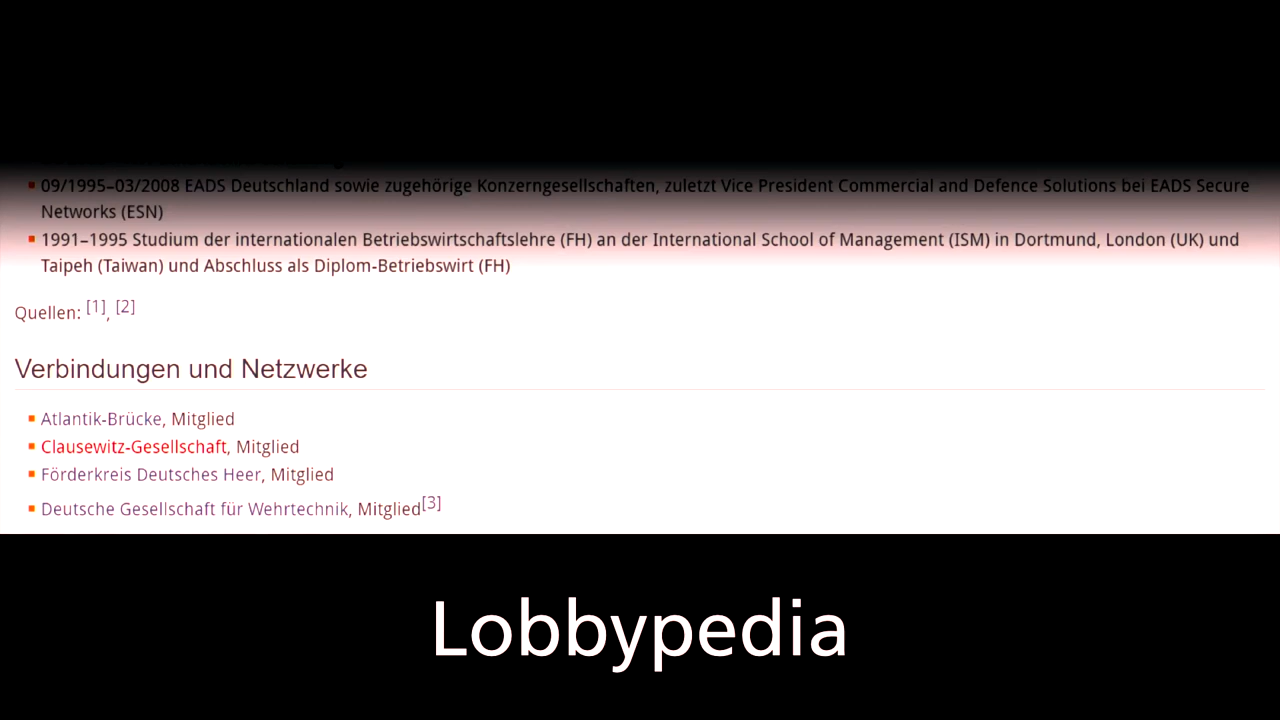 09/1995–03/2008 EADS Deutschland sowie zugehörige Konzerngesellschaften, zuletzt Vice President Commercial and Defence Solutions bei EADS Secure
Networks (ESN)
1991–1995 Studium der internationalen Betriebswirtschaftslehre (FH) an der International School of Management (ISM) in Dortmund, London (UK) und
Taipeh (Taiwan) und Abschluss als Diplom-Betriebswirt (FH)
Quellen: [1], [2]
Verbindungen und Netzwerke
Atlantik-Brücke, Mitglied
Clausewitz-Gesellschaft, Mitglied
Förderkreis Deutsches Heer, Mitglied
Deutsche Gesellschaft für Wehrtechnik, Mitglied[3]
Lobbypedia